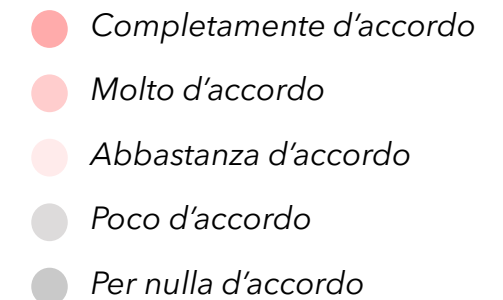 Completamente d’accordo
Molto d’accordo
Abbastanza d’accordo
Poco d’accordo
Per nulla d’accordo